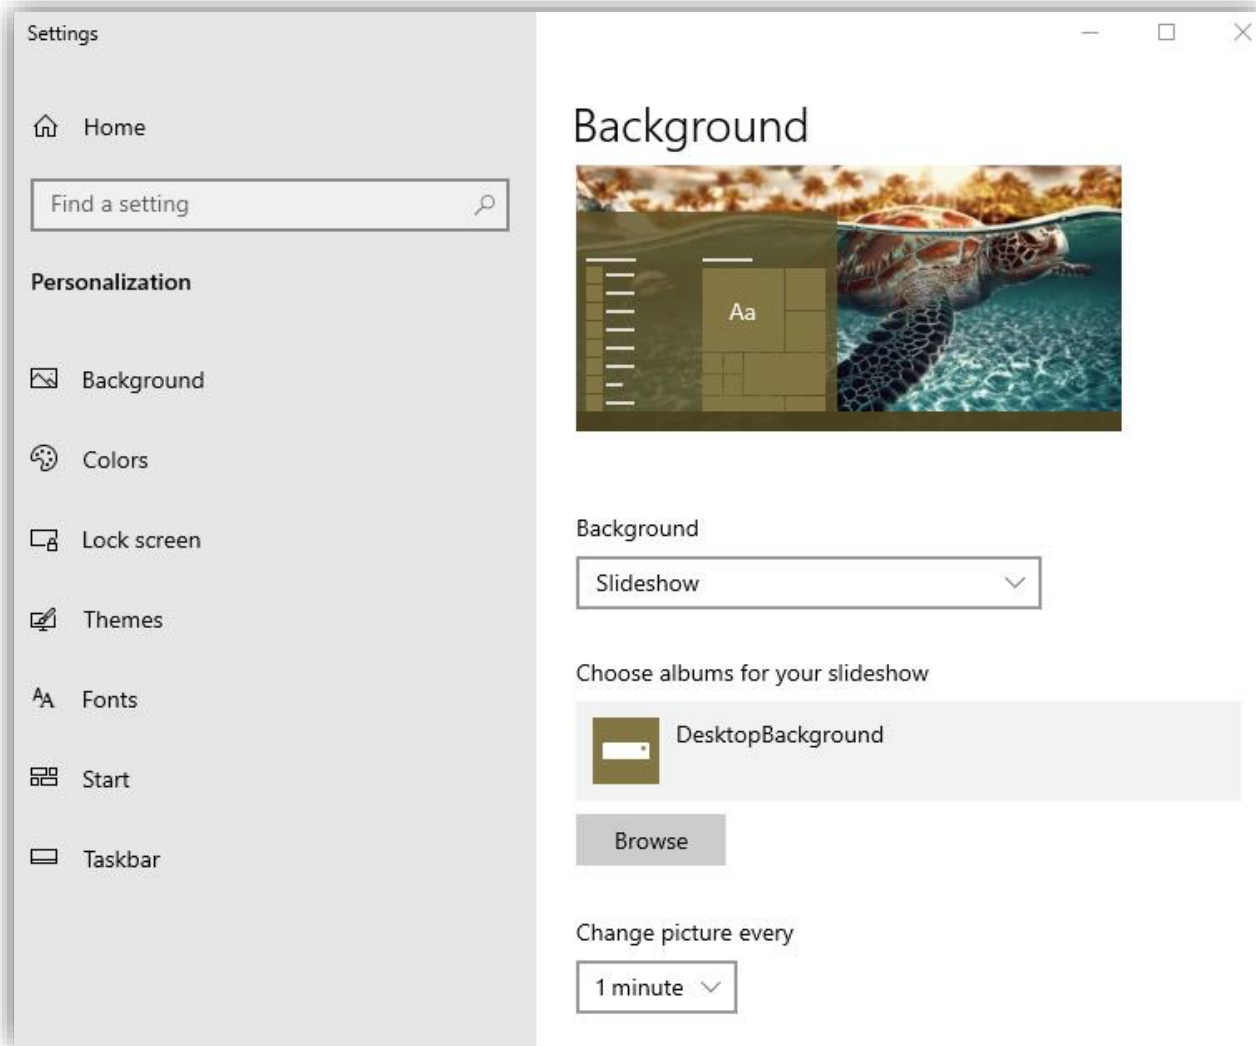 Settings
Home
Find a setting
Personalization
Background
Colors
Lock screen
Themes
Fonts
Start
Taskbar
Background
Aa
Background
Slideshow
Choose albums for your slideshow
DesktopBackground
Browse
Change picture every
1 minute